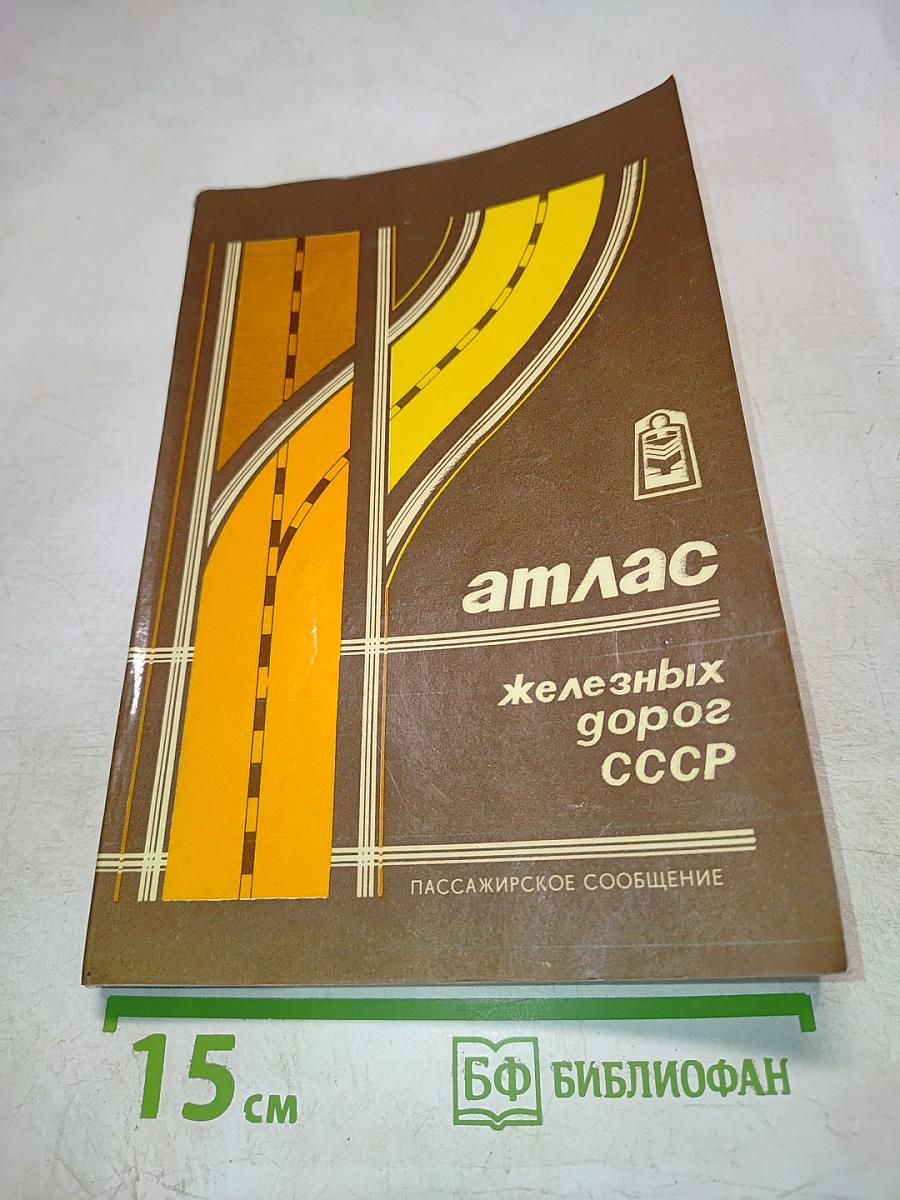 атлас
железных
дорог
СССР
ПАССАЖИРСКОЕ СООБЩЕНИЕ
15 см
БФ БИБЛИОФАН